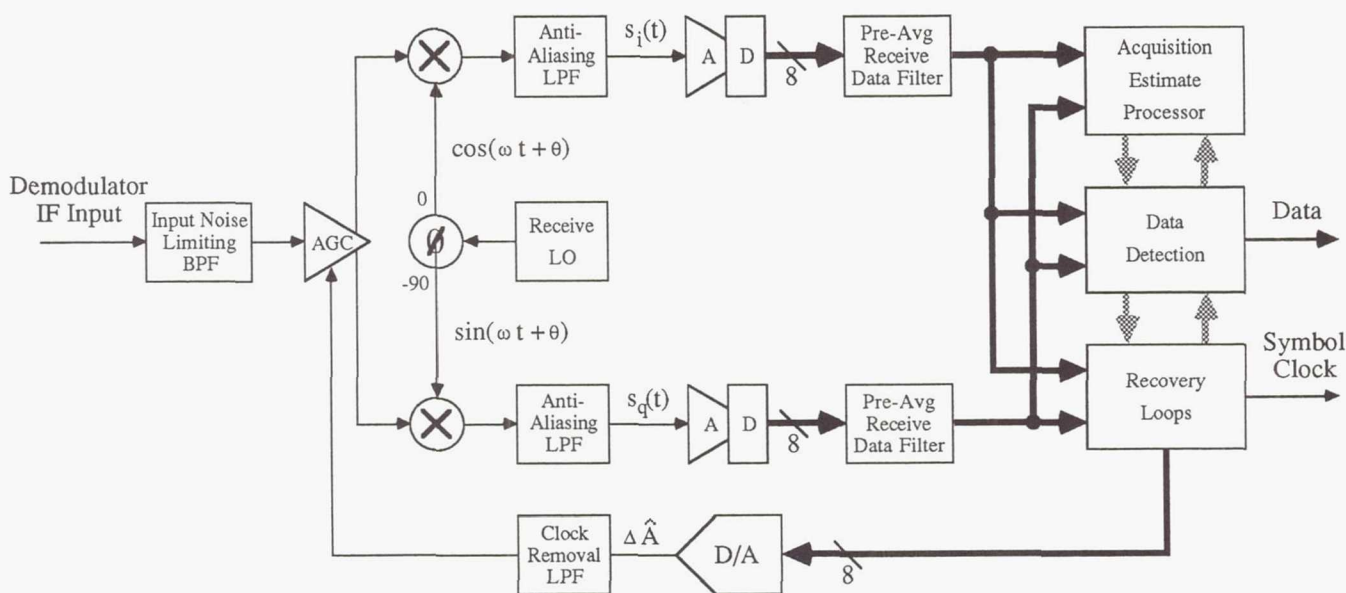 Anti-
Aliasing
LPF
s_i(t)
A
D
8
Pre-Avg
Receive
Data Filter
Acquisition
Estimate
Processor
cos(ω t + θ)
Demodulator
IF Input
Input Noise
Limiting
BPF
AGC
0
Ø
-90
Receive
LO
Data
Detection
Data
sin(ω t + θ)
Anti-
Aliasing
LPF
s_q(t)
A
D
8
Pre-Avg
Receive
Data Filter
Recovery
Loops
Symbol
Clock
Clock
Removal
LPF
Δ Â
D/A
8